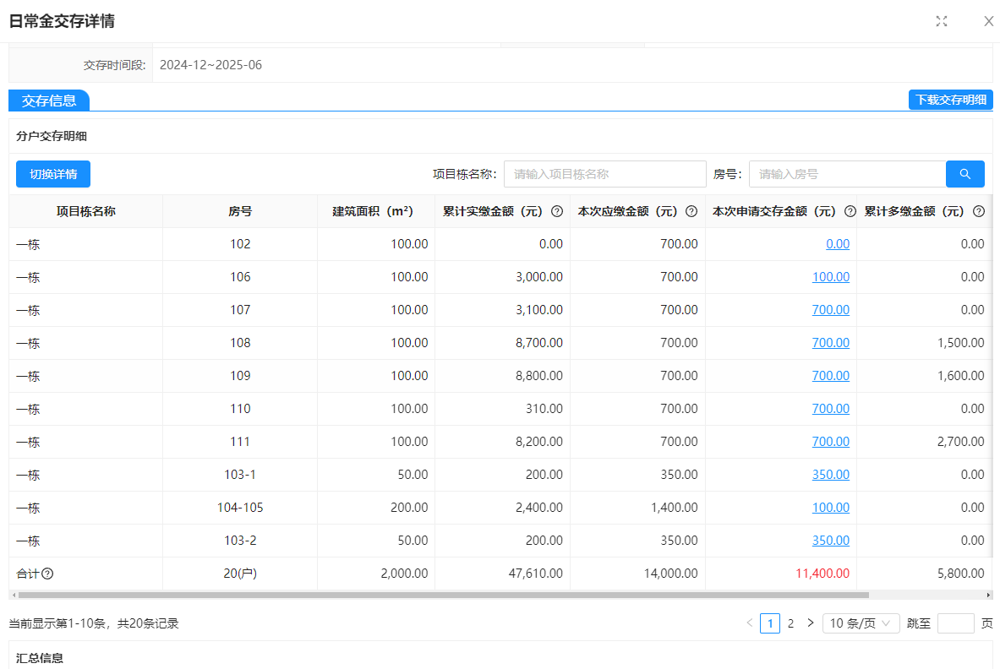 日常金交存详情
交存时间段: 2024-12~2025-06
交存信息 下载交存明细
分户交存明细
切换详情 项目栋名称: 请输入项目栋名称 房号: 请输入房号
项目栋名称 房号 建筑面积（m²） 累计实缴金额（元） 本次应缴金额（元） 本次申请交存金额（元） 累计多缴金额（元）
一栋 102 100.00 0.00 700.00 0.00 0.00
一栋 106 100.00 3,000.00 700.00 100.00 0.00
一栋 107 100.00 3,100.00 700.00 700.00 0.00
一栋 108 100.00 8,700.00 700.00 700.00 1,500.00
一栋 109 100.00 8,800.00 700.00 700.00 1,600.00
一栋 110 100.00 310.00 700.00 700.00 0.00
一栋 111 100.00 8,200.00 700.00 700.00 2,700.00
一栋 103-1 50.00 200.00 350.00 350.00 0.00
一栋 104-105 200.00 2,400.00 1,400.00 100.00 0.00
一栋 103-2 50.00 200.00 350.00 350.00 0.00
合计 20(户) 2,000.00 47,610.00 14,000.00 11,400.00 5,800.00
当前显示第1-10条，共20条记录 < 1 2 > 10 条/页 跳至 页
汇总信息